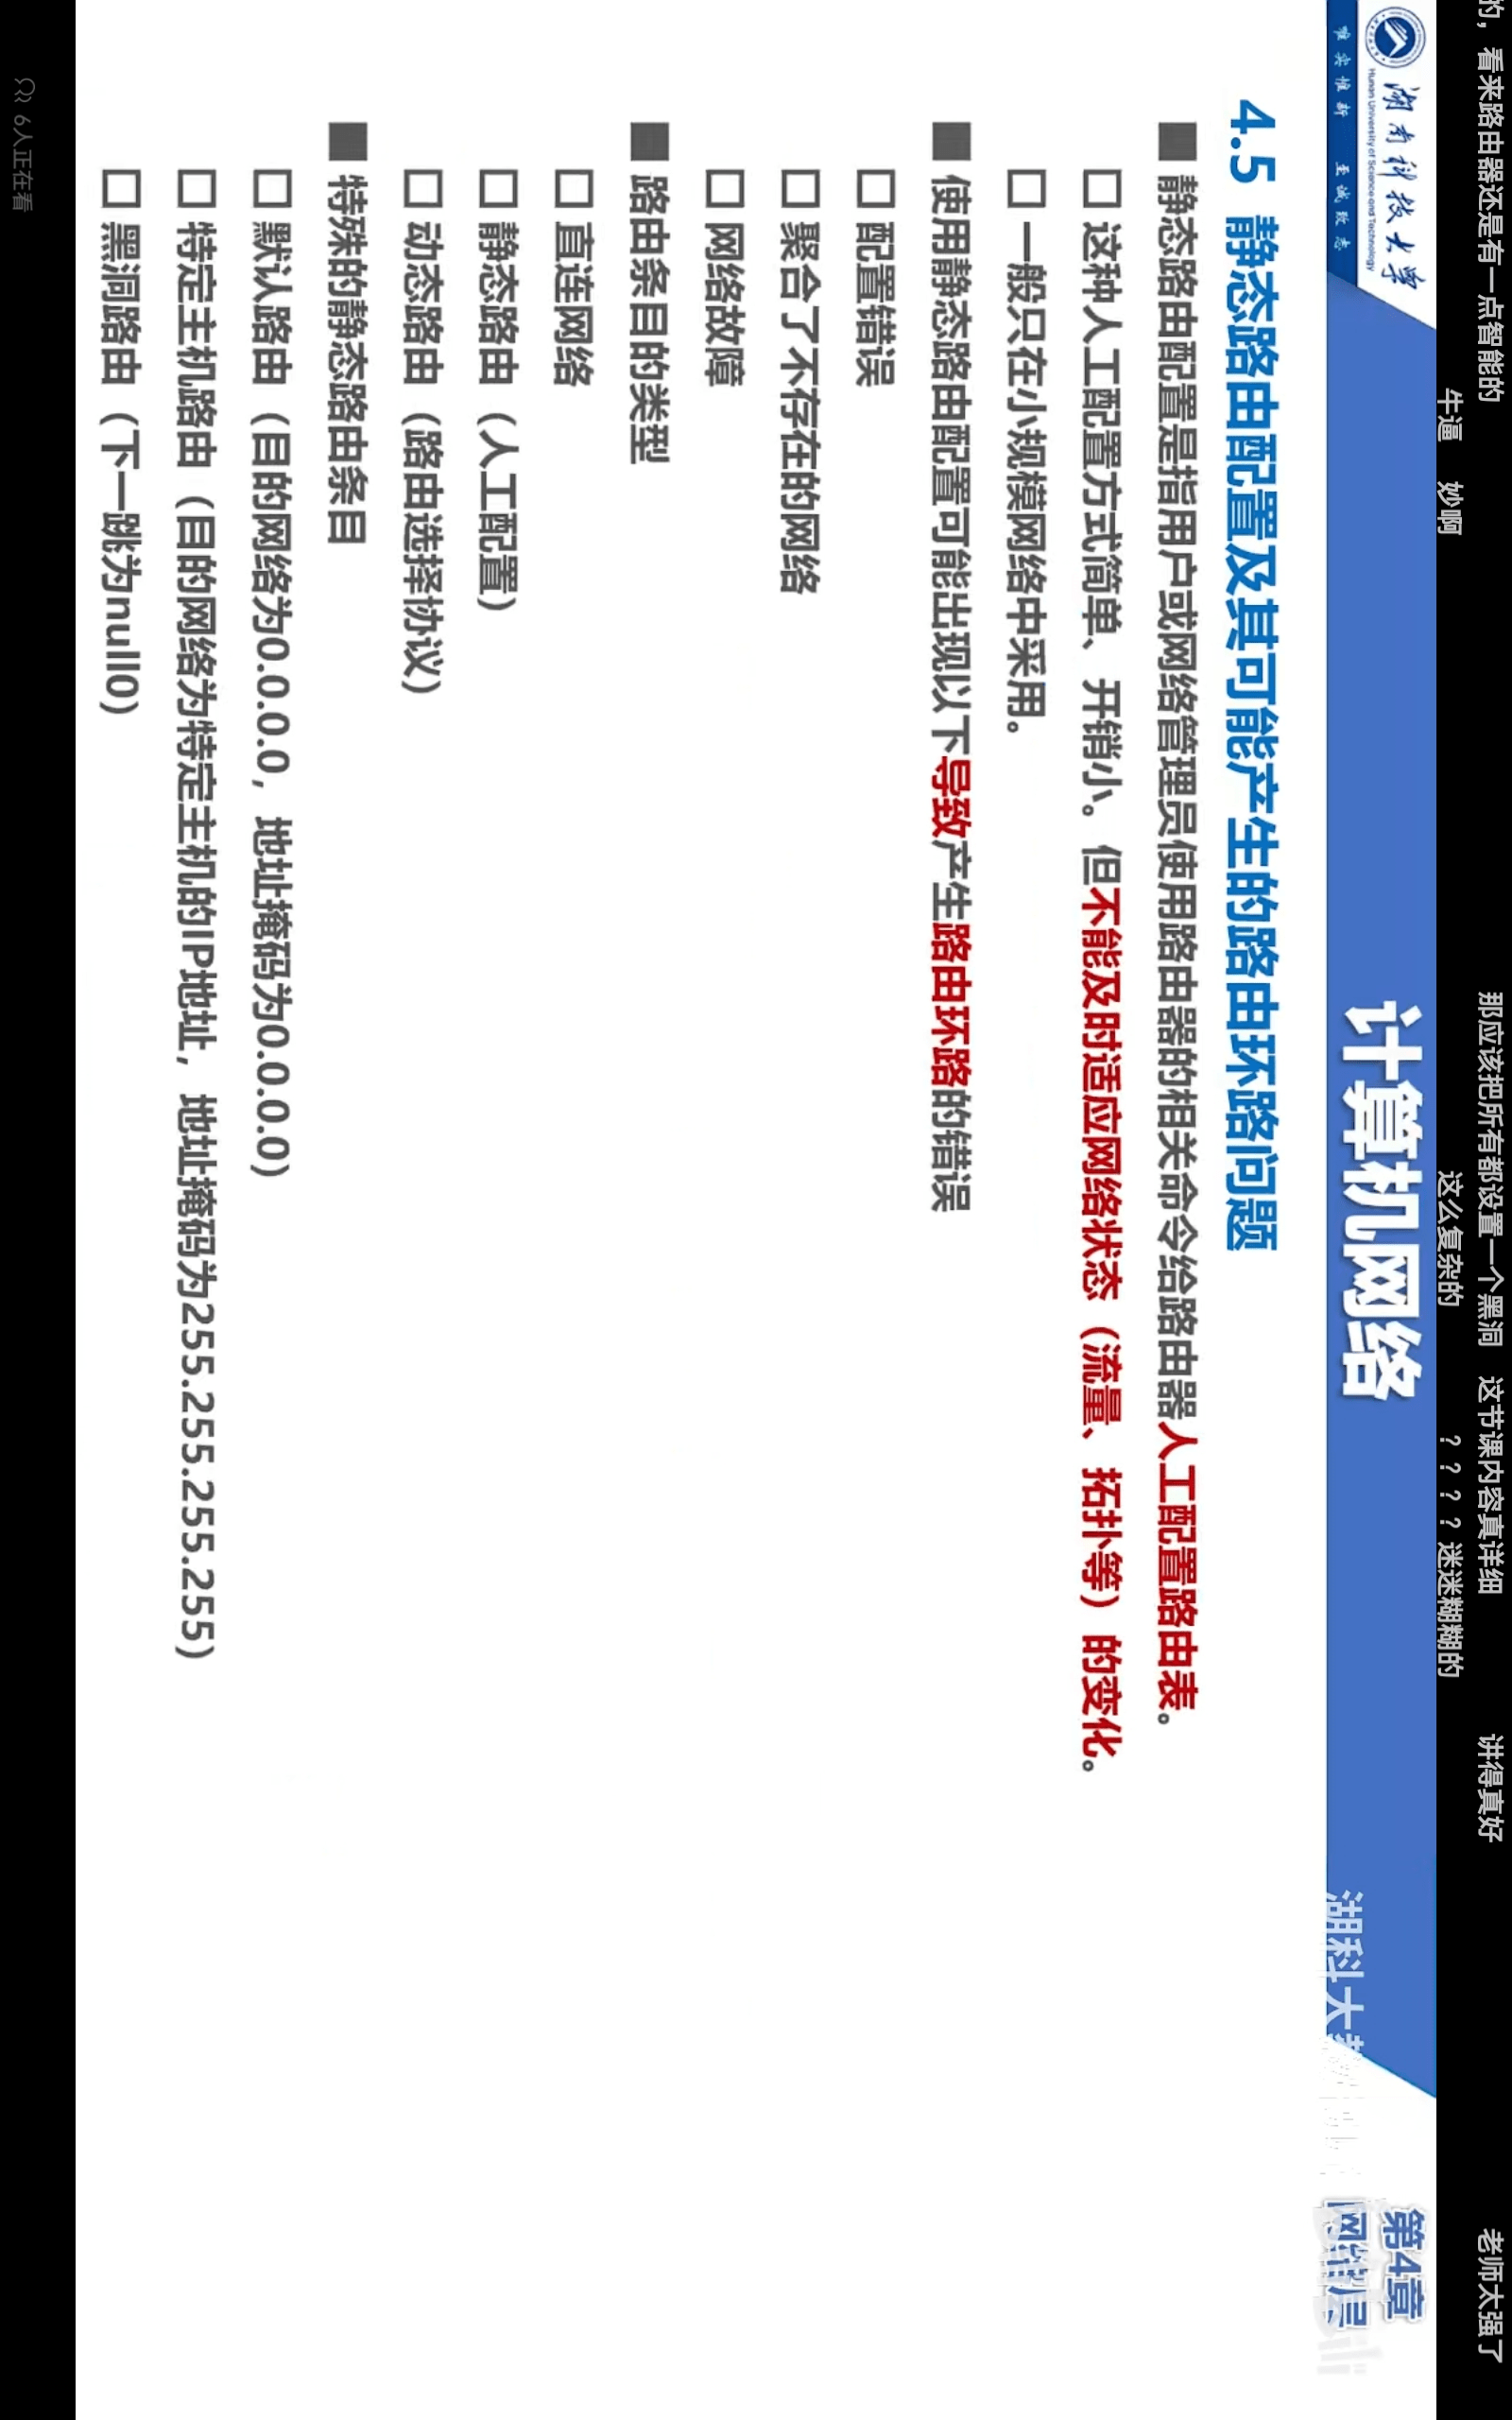 的，看来路由器还是有一点智能的
那应该把所有都设置一个黑洞
这节课内容真详细
讲得真好
老师太强了
牛逼
妙啊
这么复杂的
？？？？迷迷糊糊的
湖南科技大学
Hunan University of Science and Technology
唯实惟新 至诚致志
计算机网络
湖科大教
第4章
网络层
4.5 静态路由配置及其可能产生的路由环路问题
■ 静态路由配置是指用户或网络管理员使用路由器的相关命令给路由器人工配置路由表。
□ 这种人工配置方式简单、开销小。但不能及时适应网络状态（流量、拓扑等）的变化。
□ 一般只在小规模网络中采用。
■ 使用静态路由配置可能出现以下导致产生路由环路的错误
□ 配置错误
□ 聚合了不存在的网络
□ 网络故障
■ 路由条目的类型
□ 直连网络
□ 静态路由（人工配置）
□ 动态路由（路由选择协议）
■ 特殊的静态路由条目
□ 默认路由（目的网络为0.0.0.0，地址掩码为0.0.0.0）
□ 特定主机路由（目的网络为特定主机的IP地址，地址掩码为255.255.255.255）
□ 黑洞路由（下一跳为null0）
6人正在看